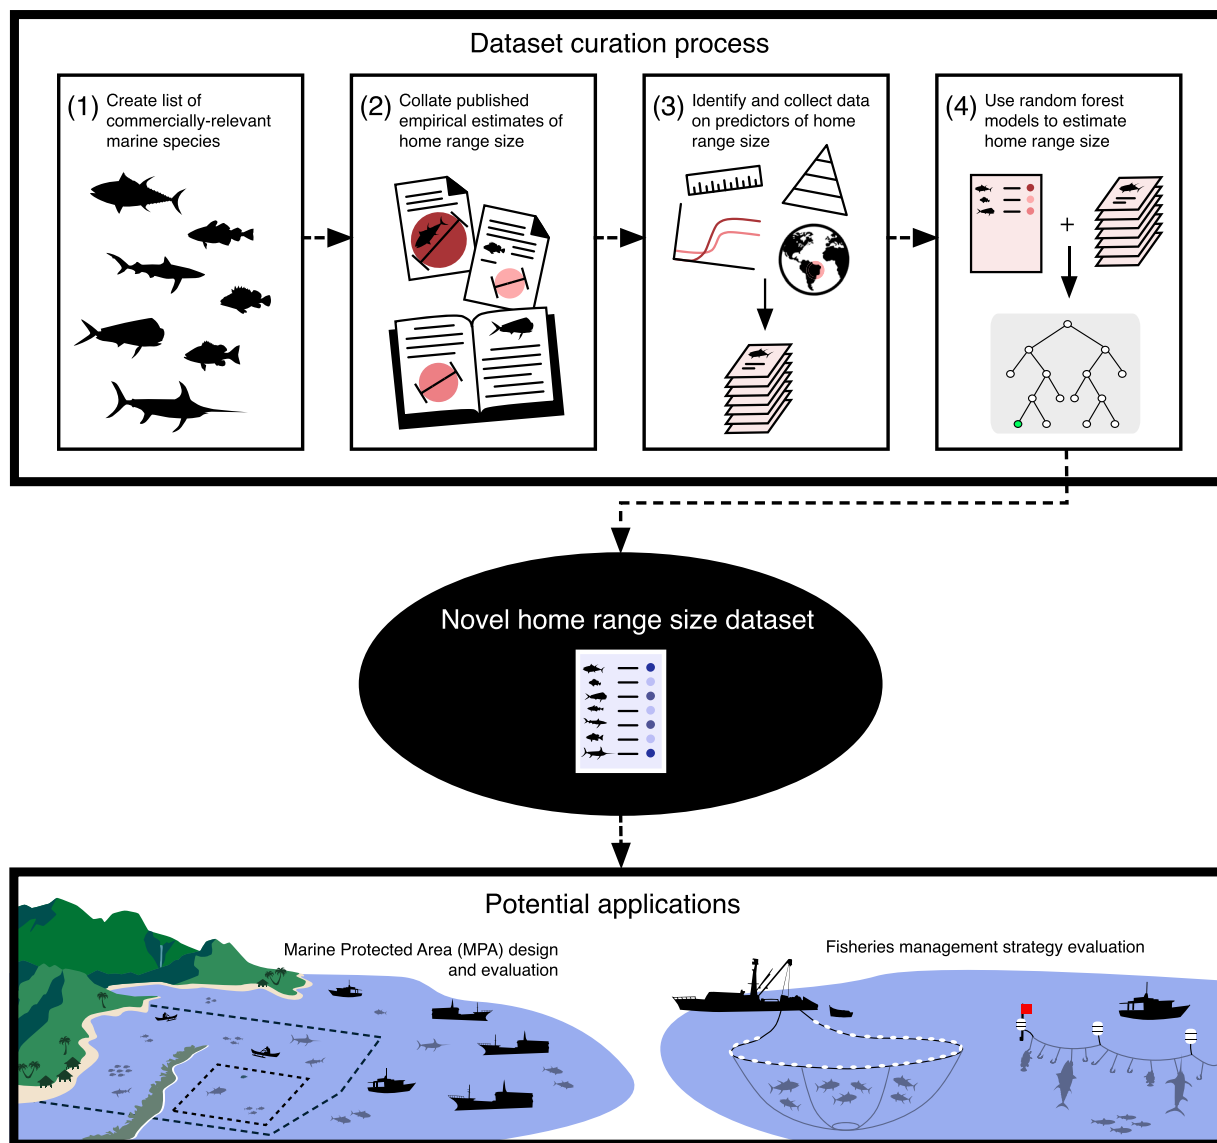 Dataset curation process
(1) Create list of
commercially-relevant
marine species
(2) Collate published
empirical estimates of
home range size
(3) Identify and collect data
on predictors of home
range size
(4) Use random forest
models to estimate
home range size
+
Novel home range size dataset
Potential applications
Marine Protected Area (MPA) design
and evaluation
Fisheries management strategy evaluation